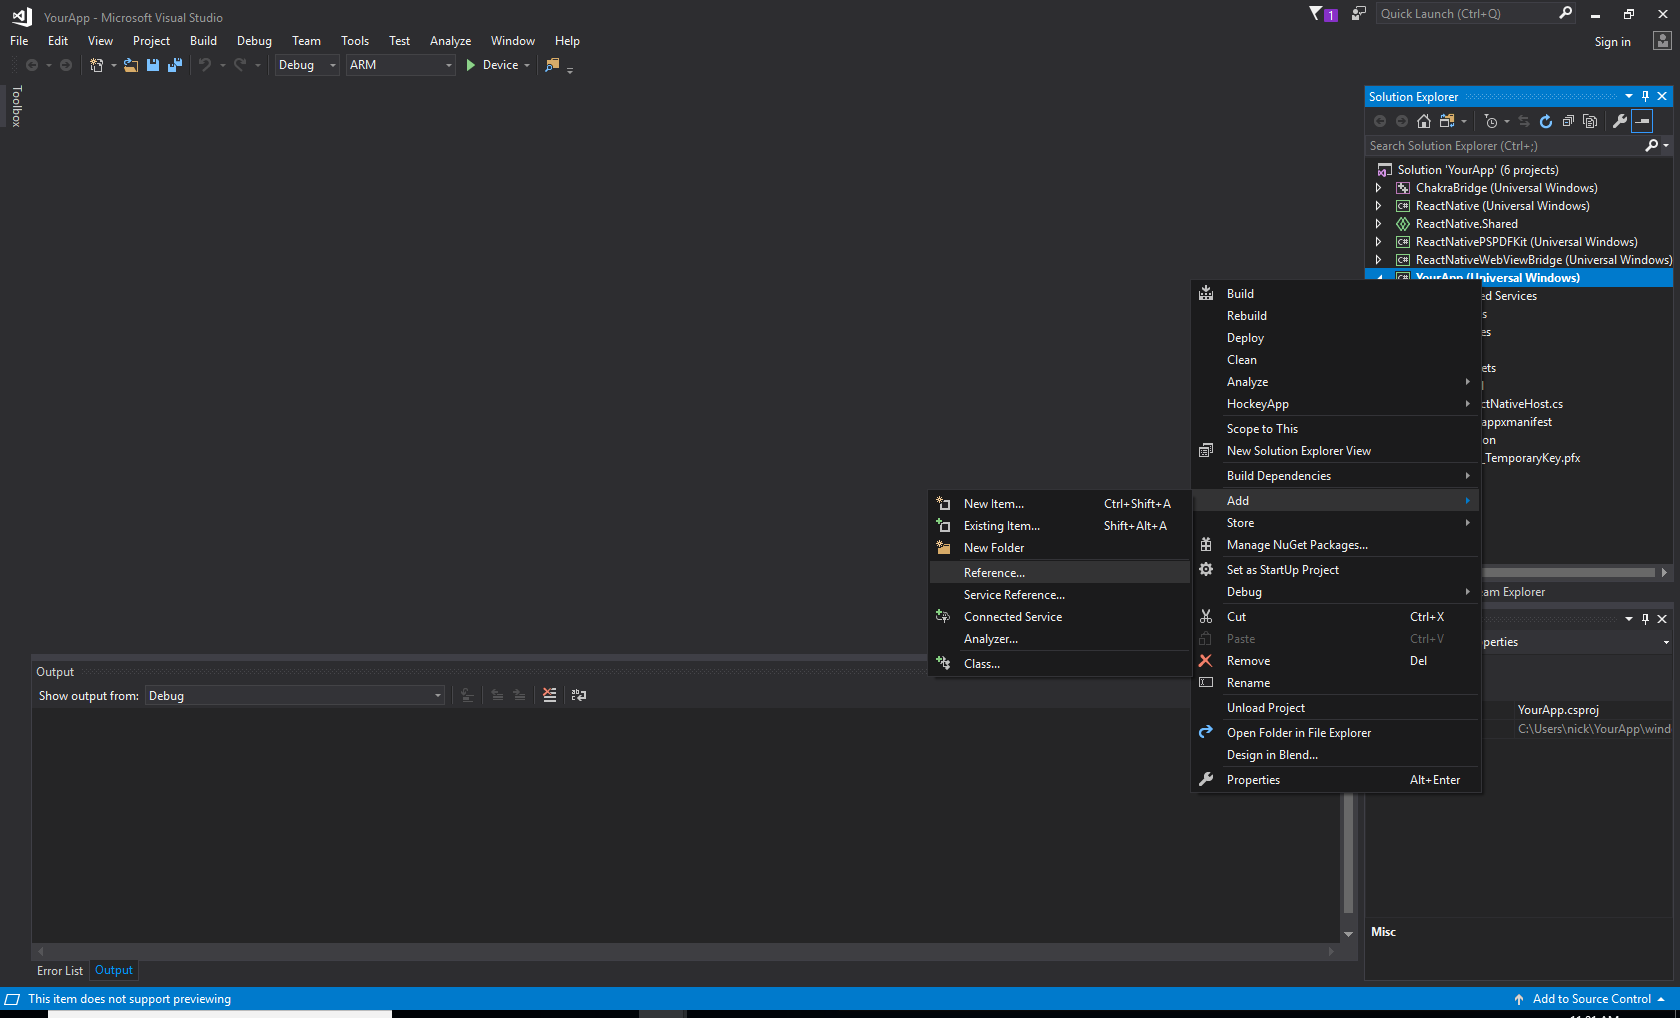 YourApp - Microsoft Visual Studio
1
Quick Launch (Ctrl+Q)
File Edit View Project Build Debug Team Tools Test Analyze Window Help
Sign in
Debug ARM Device
Toolbox
Solution Explorer
Search Solution Explorer (Ctrl+;)
Solution 'YourApp' (6 projects)
ChakraBridge (Universal Windows)
ReactNative (Universal Windows)
ReactNative.Shared
ReactNativePSPDFKit (Universal Windows)
ReactNativeWebViewBridge (Universal Windows)
YourApp (Universal Windows)
ed Services
s
es
ets
l
ctNativeHost.cs
appxmanifest
on
_TemporaryKey.pfx
am Explorer
perties
YourApp.csproj
C:\Users\nick\YourApp\wind
Misc
Build
Rebuild
Deploy
Clean
Analyze
HockeyApp
Scope to This
New Solution Explorer View
Build Dependencies
Add
Store
Manage NuGet Packages...
Set as StartUp Project
Debug
Cut Ctrl+X
Paste Ctrl+V
Remove Del
Rename
Unload Project
Open Folder in File Explorer
Design in Blend...
Properties Alt+Enter
New Item... Ctrl+Shift+A
Existing Item... Shift+Alt+A
New Folder
Reference...
Service Reference...
Connected Service
Analyzer...
Class...
Output
Show output from: Debug
Error List Output
This item does not support previewing
Add to Source Control